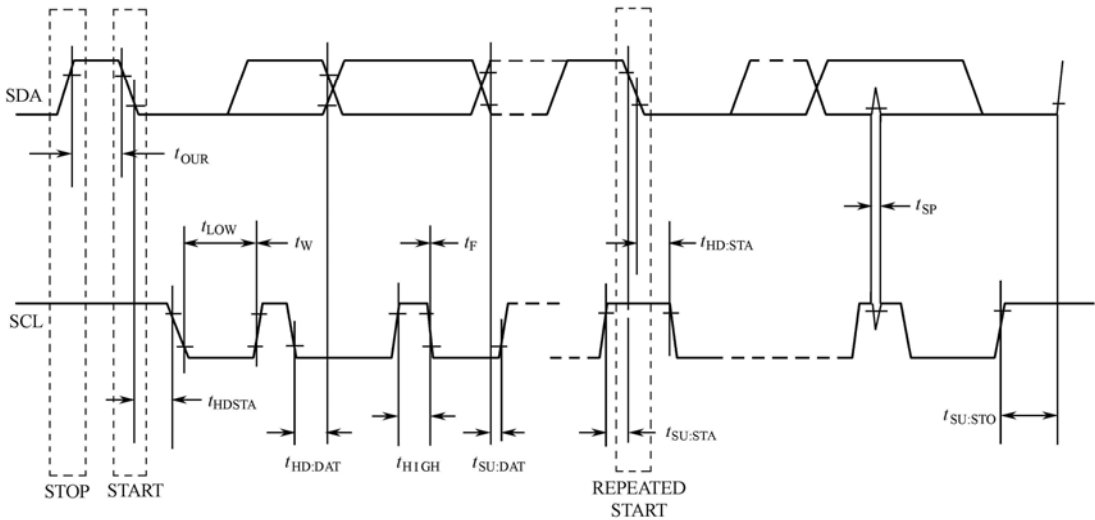 SDA
tOUR
tLOW
tW
tF
tSP
tHD:STA
SCL
tHDSTA
tHD:DAT
tH1GH
tSU:DAT
tSU:STA
tSU:STO
STOP
START
REPEATED
START